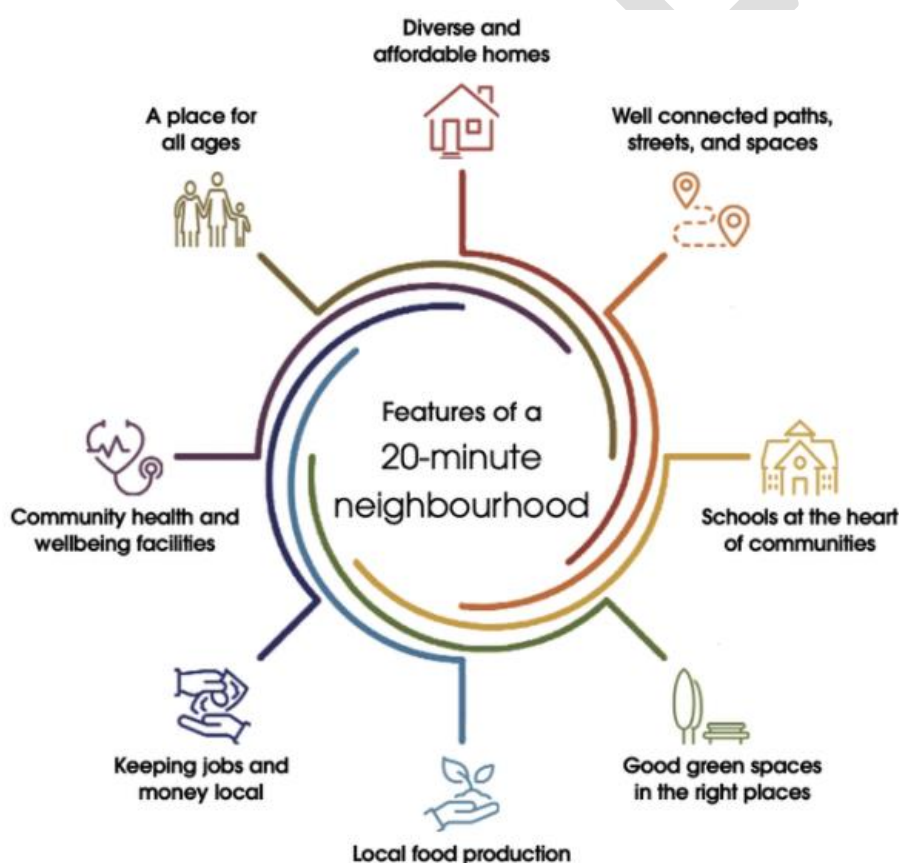 Diverse and
affordable homes
Well connected paths,
streets, and spaces
Schools at the heart
of communities
Good green spaces
in the right places
Local food production
Keeping jobs and
money local
Community health and
wellbeing facilities
A place for
all ages
Features of a
20-minute
neighbourhood